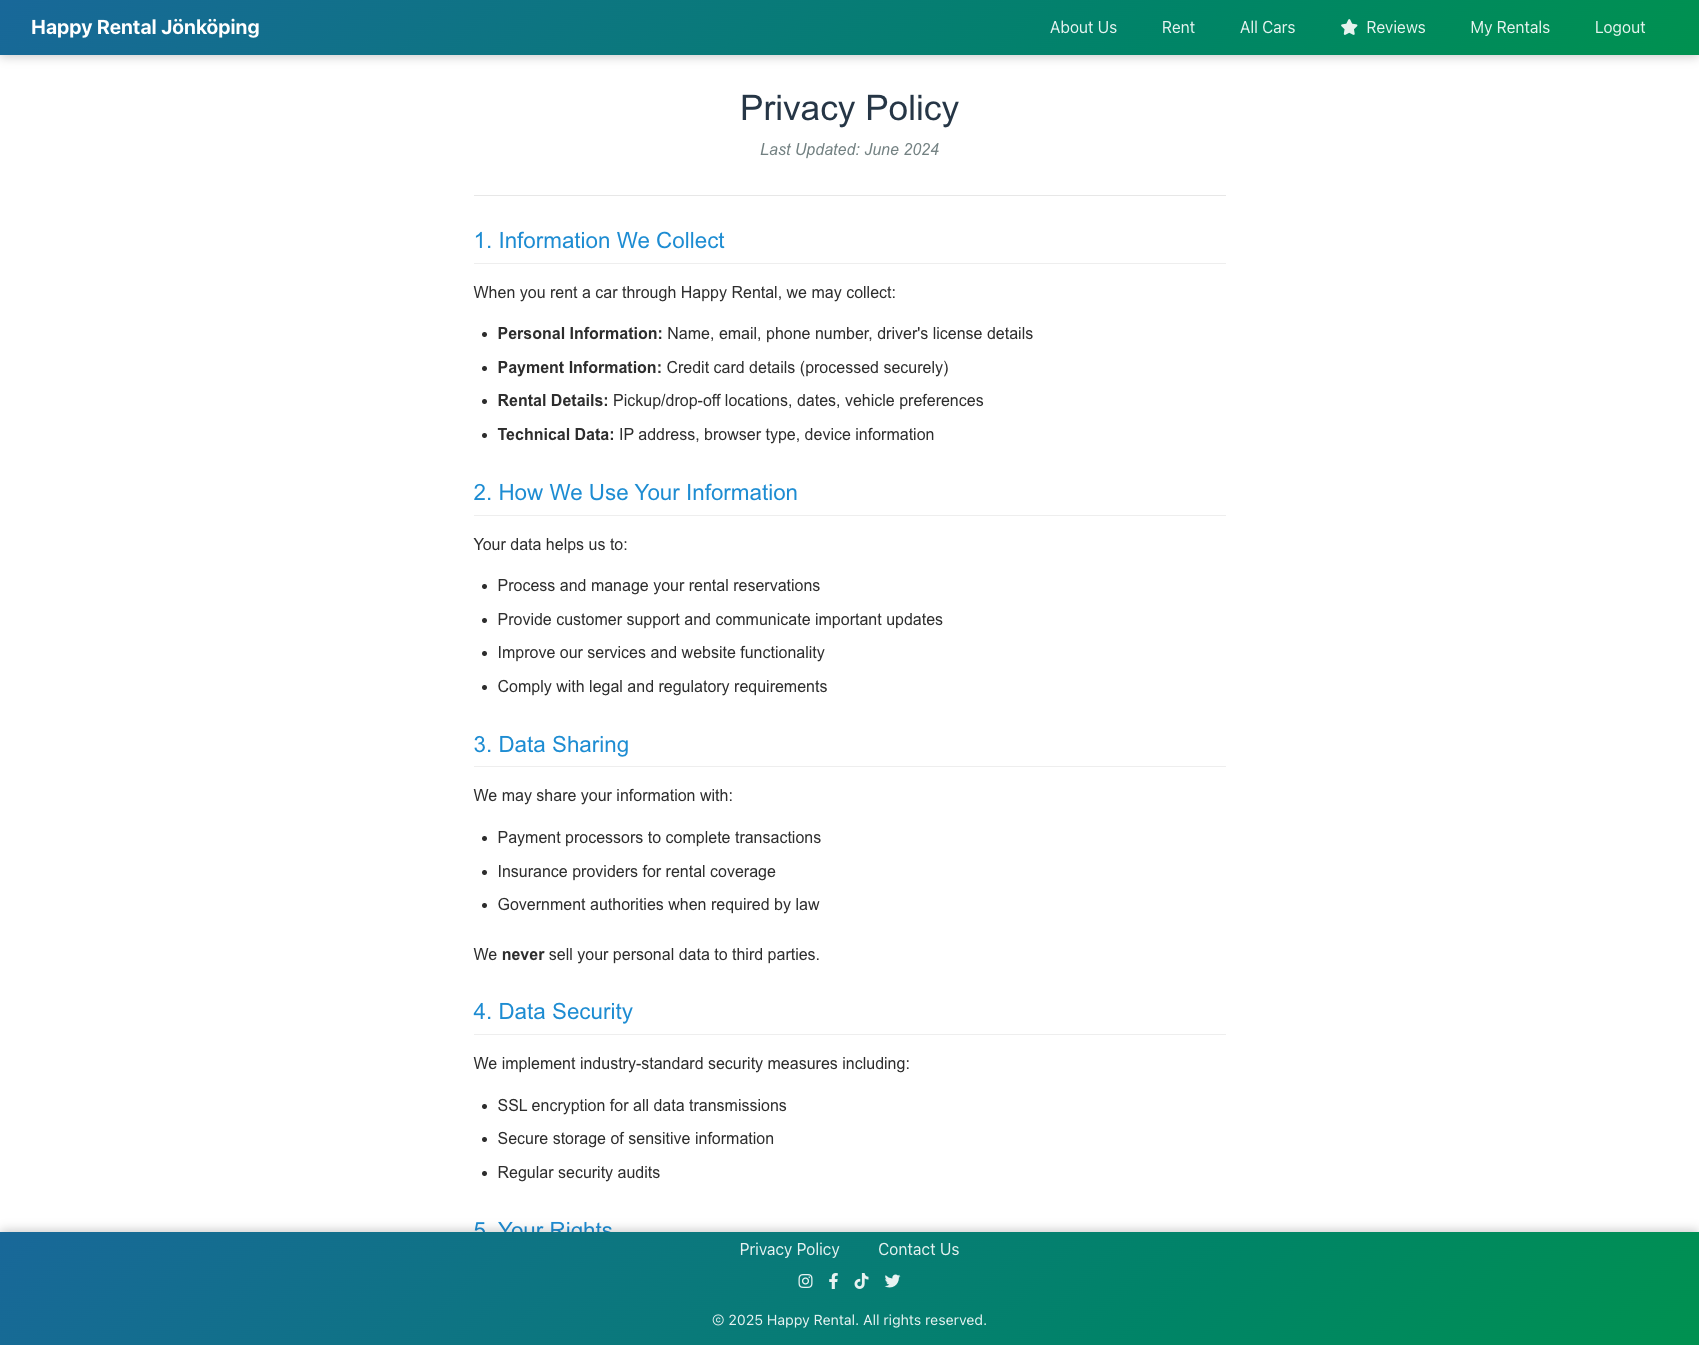 Happy Rental Jönköping
About Us
Rent
All Cars
Reviews
My Rentals
Logout
Privacy Policy
Last Updated: June 2024
1. Information We Collect
When you rent a car through Happy Rental, we may collect:
Personal Information: Name, email, phone number, driver's license details
Payment Information: Credit card details (processed securely)
Rental Details: Pickup/drop-off locations, dates, vehicle preferences
Technical Data: IP address, browser type, device information
2. How We Use Your Information
Your data helps us to:
Process and manage your rental reservations
Provide customer support and communicate important updates
Improve our services and website functionality
Comply with legal and regulatory requirements
3. Data Sharing
We may share your information with:
Payment processors to complete transactions
Insurance providers for rental coverage
Government authorities when required by law
We never sell your personal data to third parties.
4. Data Security
We implement industry-standard security measures including:
SSL encryption for all data transmissions
Secure storage of sensitive information
Regular security audits
5. Your Rights
Privacy Policy
Contact Us
© 2025 Happy Rental. All rights reserved.